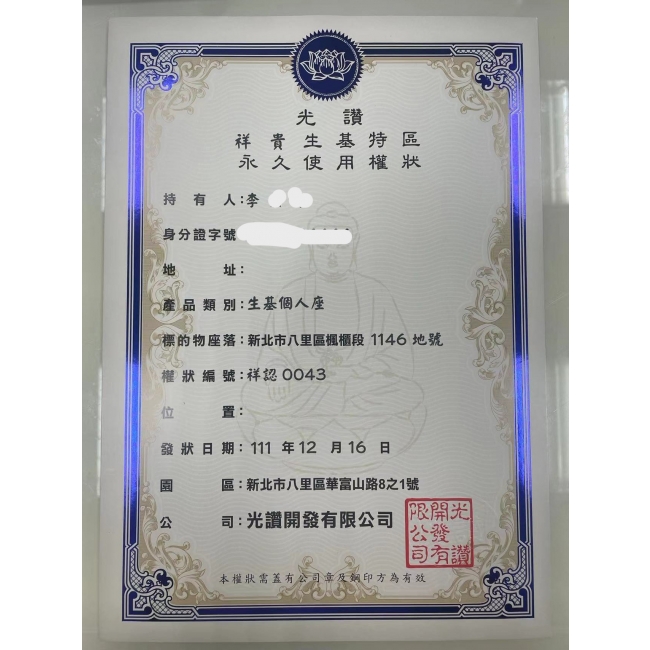 光讚
祥貴生基特區
永久使用權狀
持有人：李
身分證字號
地址：
產品類別：生基個人座
標的物座落：新北市八里區楓櫃段 1146 地號
權狀編號：祥認 0043
位置：
發狀日期：111 年 12 月 16 日
園區：新北市八里區華富山路8之1號
公司：光讚開發有限公司
光讚開發有限公司
本權狀需蓋有公司章及鋼印方為有效